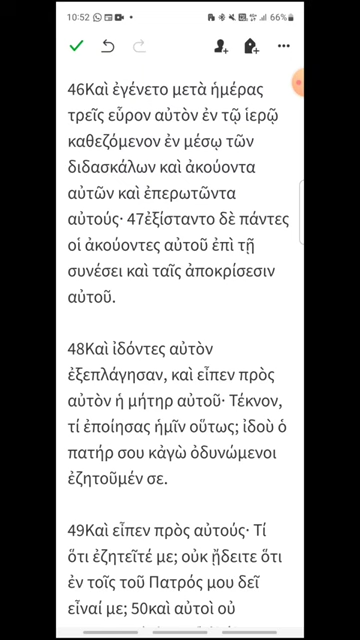 10:52
66%
46Καὶ ἐγένετο μετὰ ἡμέρας
τρεῖς εὗρον αὐτὸν ἐν τῷ ἱερῷ
καθεζόμενον ἐν μέσῳ τῶν
διδασκάλων καὶ ἀκούοντα
αὐτῶν καὶ ἐπερωτῶντα
αὐτούς· 47ἐξίσταντο δὲ πάντες
οἱ ἀκούοντες αὐτοῦ ἐπὶ τῇ
συνέσει καὶ ταῖς ἀποκρίσεσιν
αὐτοῦ.
48Καὶ ἰδόντες αὐτὸν
ἐξεπλάγησαν, καὶ εἶπεν πρὸς
αὐτὸν ἡ μήτηρ αὐτοῦ· Τέκνον,
τί ἐποίησας ἡμῖν οὕτως; ἰδοὺ ὁ
πατήρ σου κἀγὼ ὀδυνώμενοι
ἐζητοῦμέν σε.
49Καὶ εἶπεν πρὸς αὐτούς· Τί
ὅτι ἐζητεῖτέ με; οὐκ ᾔδειτε ὅτι
ἐν τοῖς τοῦ Πατρός μου δεῖ
εἶναί με; 50καὶ αὐτοὶ οὐ